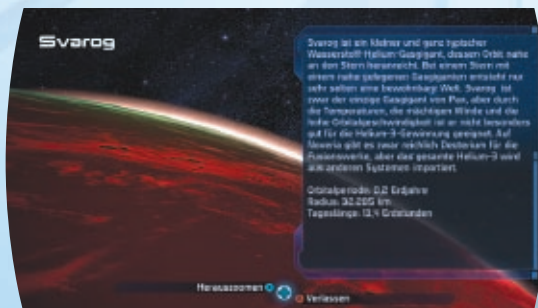 Svarog
Svarog ist ein kleiner und ganz typischer
Wasserstoff-Helium-Gasgigant, dessen Orbit nahe
an den Stern heranreicht. Bei einem Stern mit
einem nahe gelegenen Gasgiganten entsteht nur
sehr selten eine bewohnbare Welt. Svarog ist
zwar der einzige Gasgigant von Pax, aber durch
die Temperaturen, die mächtigen Winde und die
hohe Orbitalgeschwindigkeit ist er nicht besonders
gut für die Helium-3-Gewinnung geeignet. Auf
Noveria gibt es zwar reichlich Deuterium für die
Fusionswerke, aber das gesamte Helium-3 wird
aus anderen Systemen importiert.
Orbitalperiode: 0,2 Erdjahre
Radius: 32.285 km
Tageslänge: 13,4 Erdstunden
Herauszoomen
Verlassen